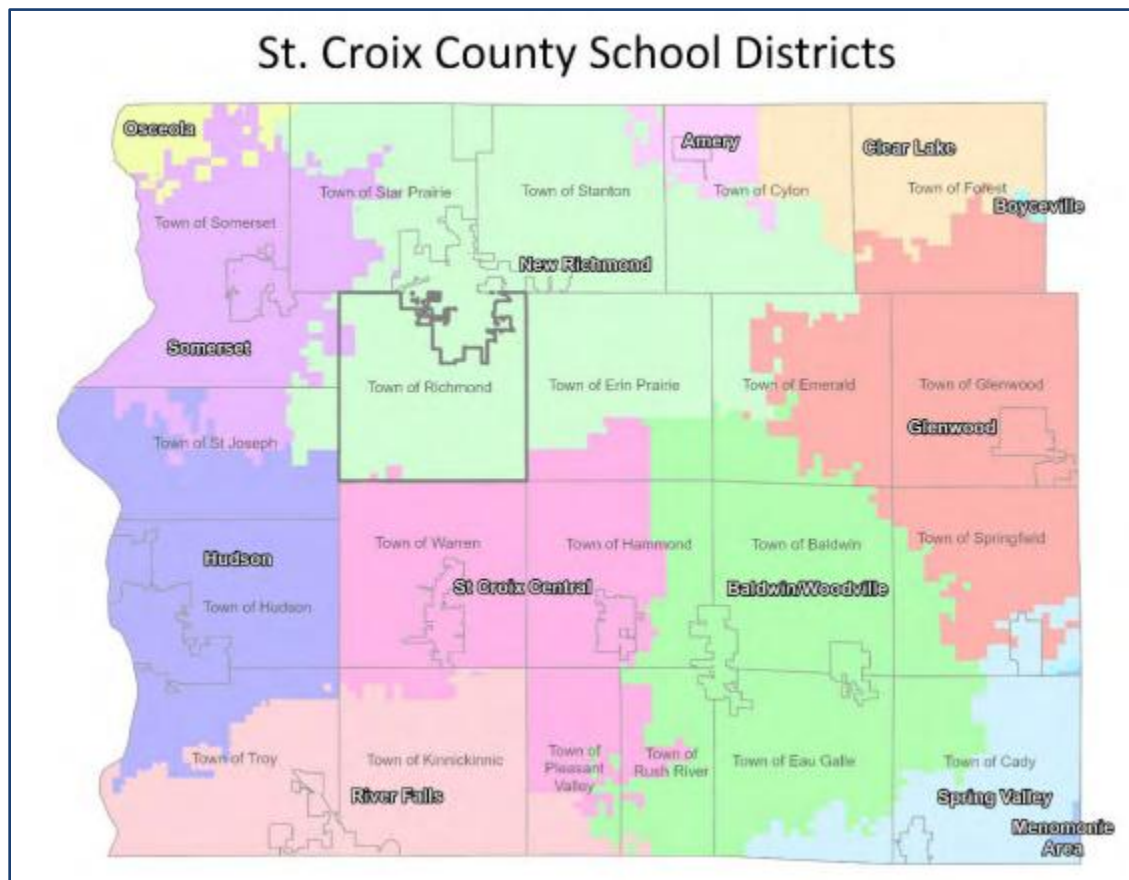 St. Croix County School Districts
Osceola
Amery
Clear Lake
Town of Star Prairie
Town of Stanton
Town of Cylon
Town of Forest
Boyceville
Town of Somerset
New Richmond
Somerset
Town of Richmond
Town of Erin Prairie
Town of Emerald
Town of Glenwood
Glenwood
Town of St Joseph
Town of Warren
Town of Hammond
Town of Baldwin
Town of Springfield
Hudson
St Croix Central
Baldwin/Woodville
Town of Hudson
Town of Troy
Town of Kinnickinnic
Town of
Pleasant
Valley
Town of
Rush River
Town of Eau Galle
Town of Cady
River Falls
Spring Valley
Menomonie
Area